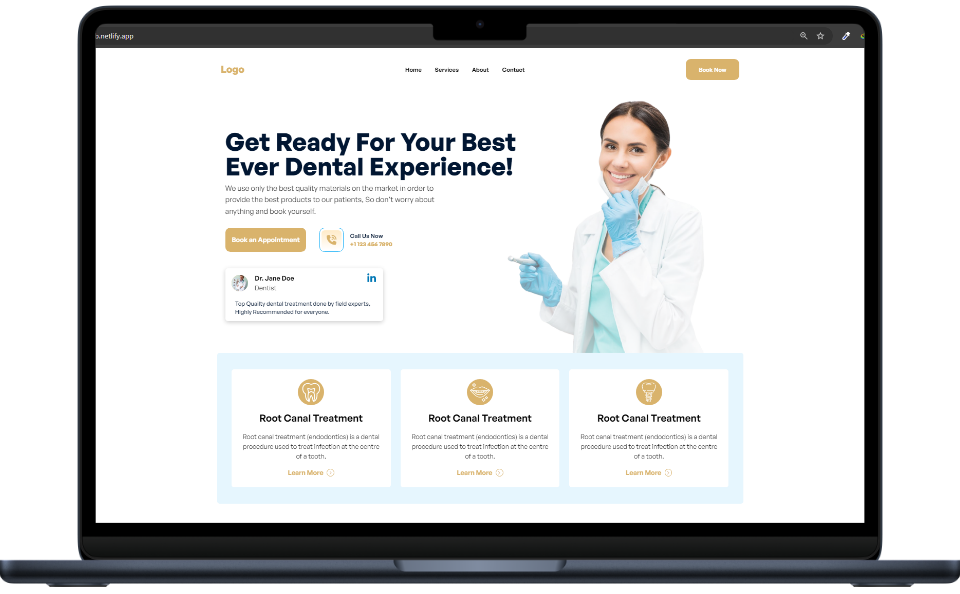 .netlify.app
Logo
Home Services About Contact
Book Now
Get Ready For Your Best
Ever Dental Experience!
We use only the best quality materials on the market in order to
provide the best products to our patients, So don't worry about
anything and book yourself.
Book an Appointment
Call Us Now
+1 123 456 7890
Dr. Jane Doe
in
Dentist
Top Quality dental treatment done by field experts,
Highly Recommended for everyone.
Root Canal Treatment
Root canal treatment (endodontics) is a dental
procedure used to treat infection at the centre
of a tooth.
Learn More
Root Canal Treatment
Root canal treatment (endodontics) is a dental
procedure used to treat infection at the centre
of a tooth.
Learn More
Root Canal Treatment
Root canal treatment (endodontics) is a dental
procedure used to treat infection at the centre
of a tooth.
Learn More